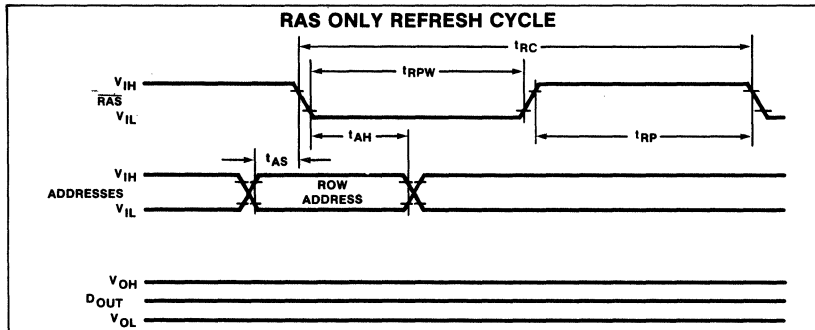 RAS ONLY REFRESH CYCLE
tRC
VIH
tRPW
RAS
VIL
tAH
tRP
tAS
VIH
ADDRESSES
ROW
ADDRESS
VIL
VOH
DOUT
VOL